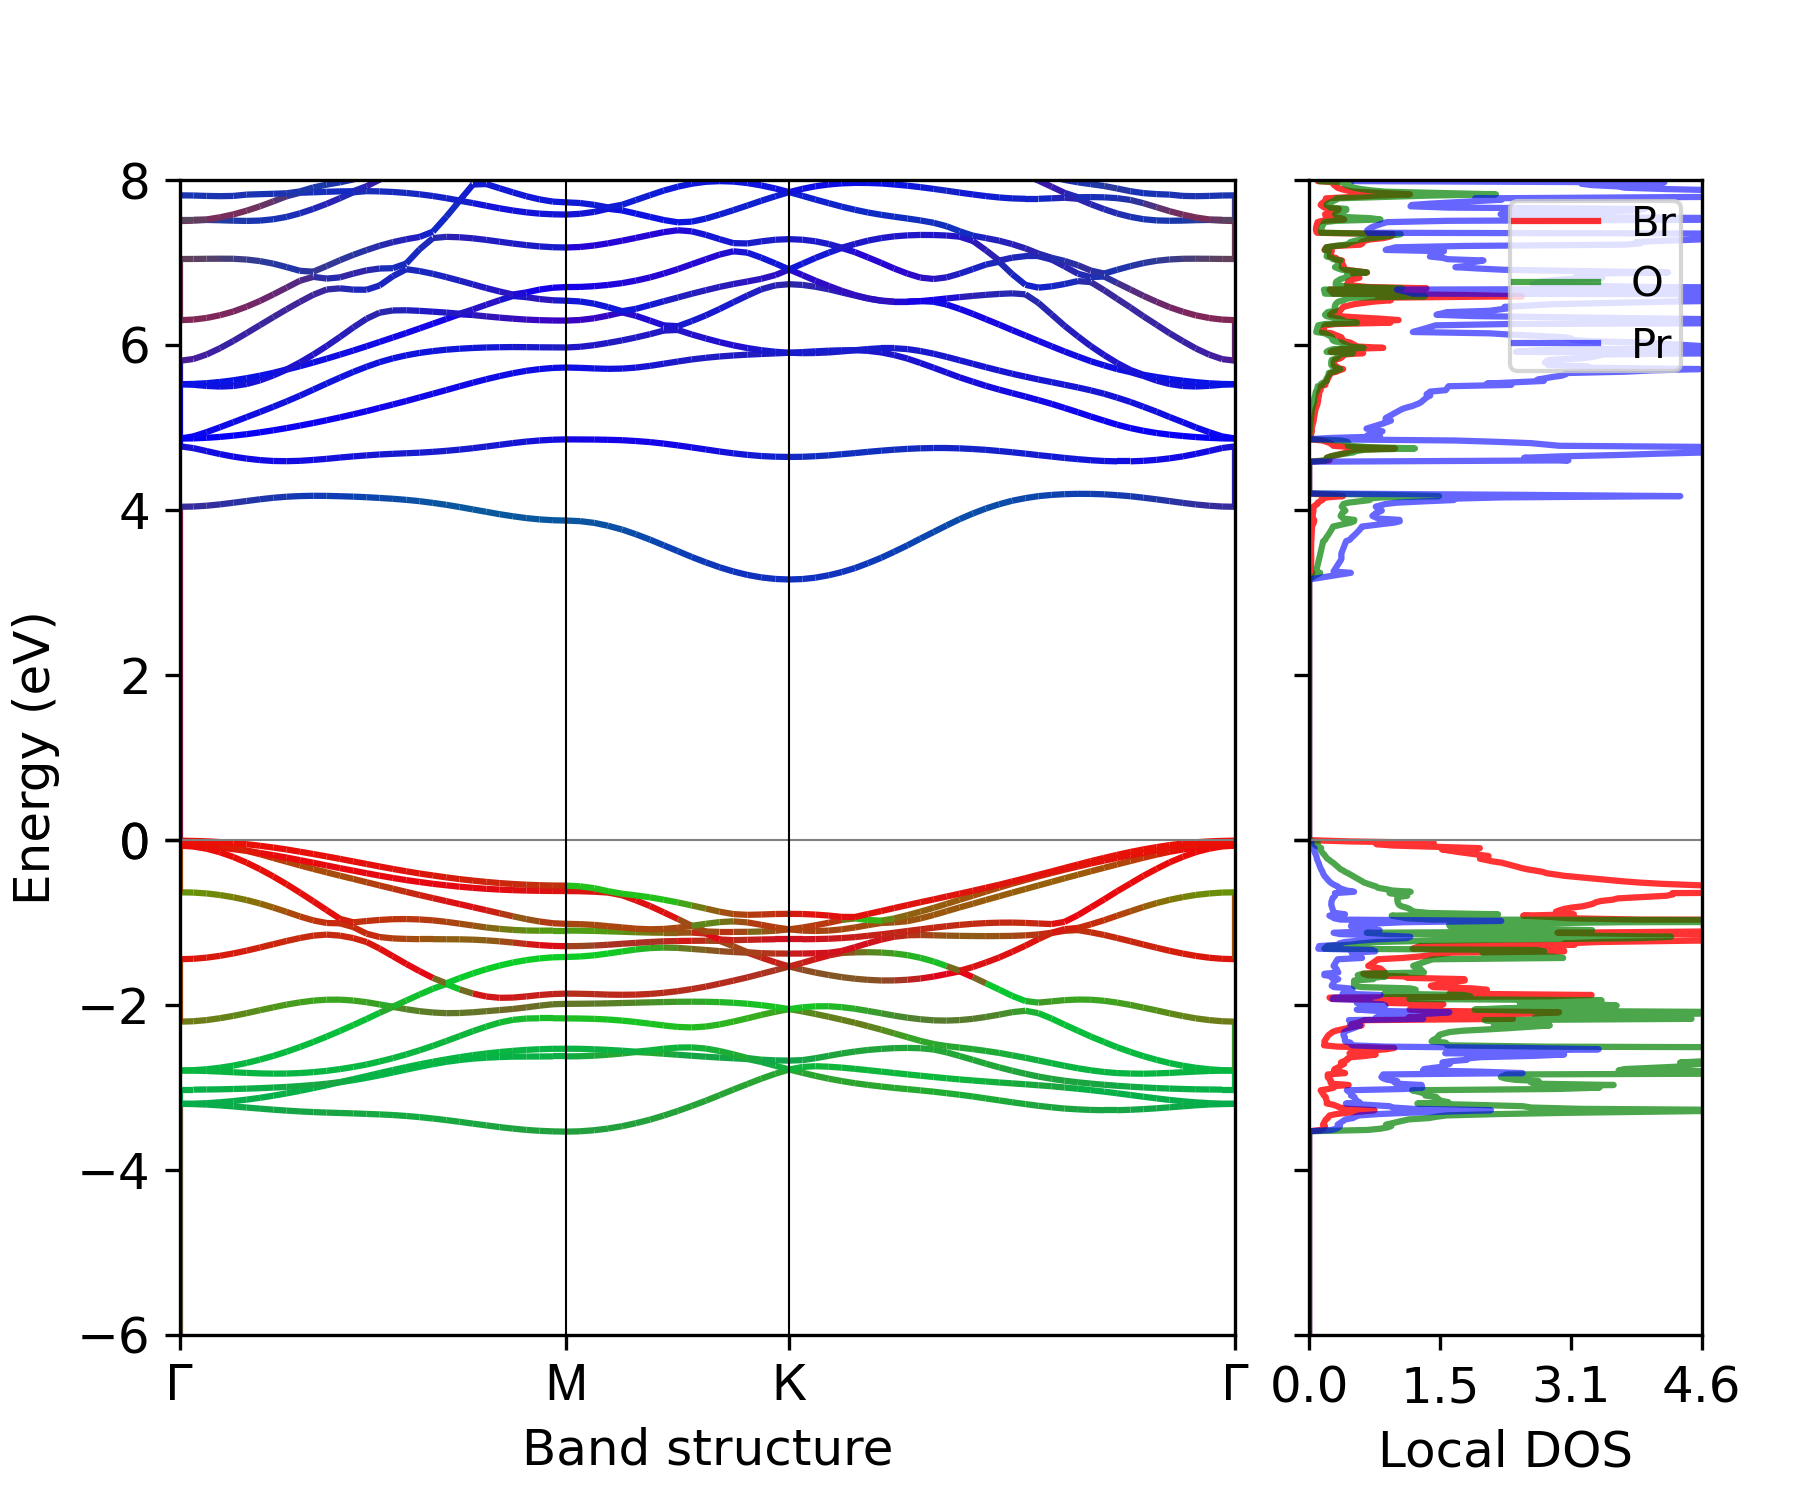 8
6
4
2
0
−2
−4
−6
Energy (eV)
Γ M K Γ
Band structure
Br
O
Pr
0.0 1.5 3.1 4.6
Local DOS